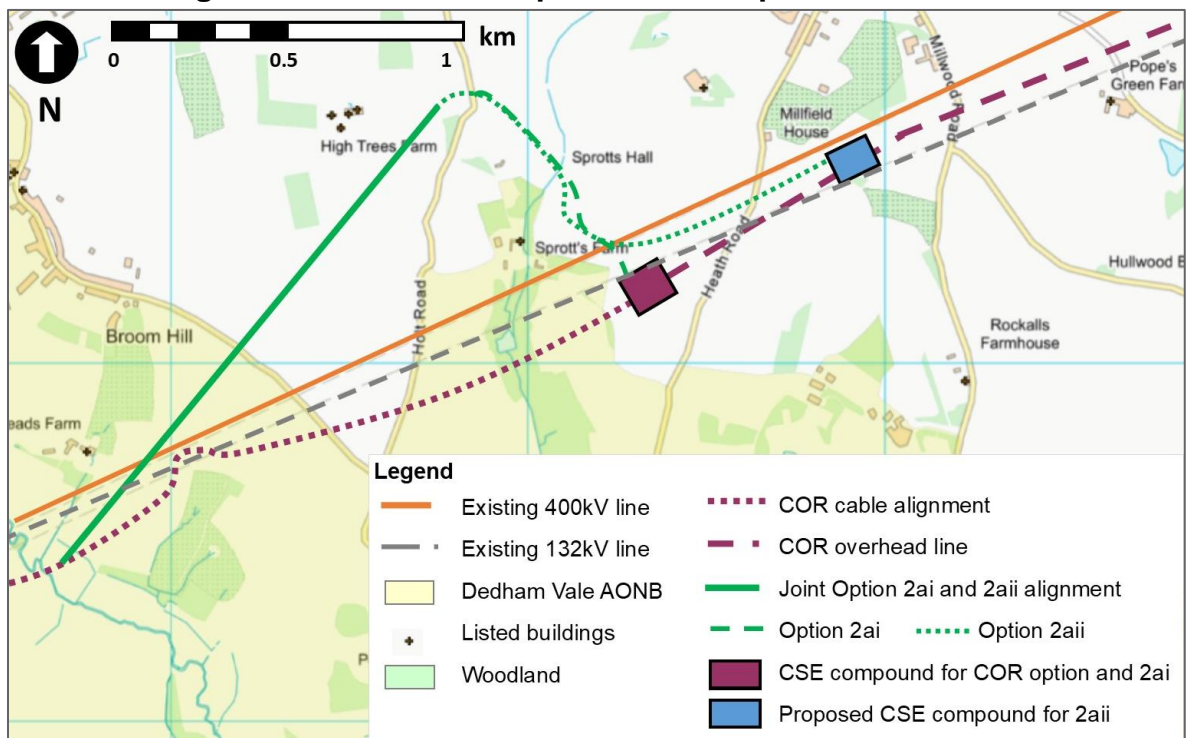 km
0 0.5 1
N
Millwood Road
Pope's
Green Far
Millfield
House
High Trees Farm
Sprotts Hall
Sprott's Farm
Heath Road
Holt Road
Hullwood B
Broom Hill
Rockalls
Farmhouse
eads Farm
P
Legend
Existing 400kV line
Existing 132kV line
Dedham Vale AONB
Listed buildings
Woodland
COR cable alignment
COR overhead line
Joint Option 2ai and 2aii alignment
Option 2ai
Option 2aii
CSE compound for COR option and 2ai
Proposed CSE compound for 2aii